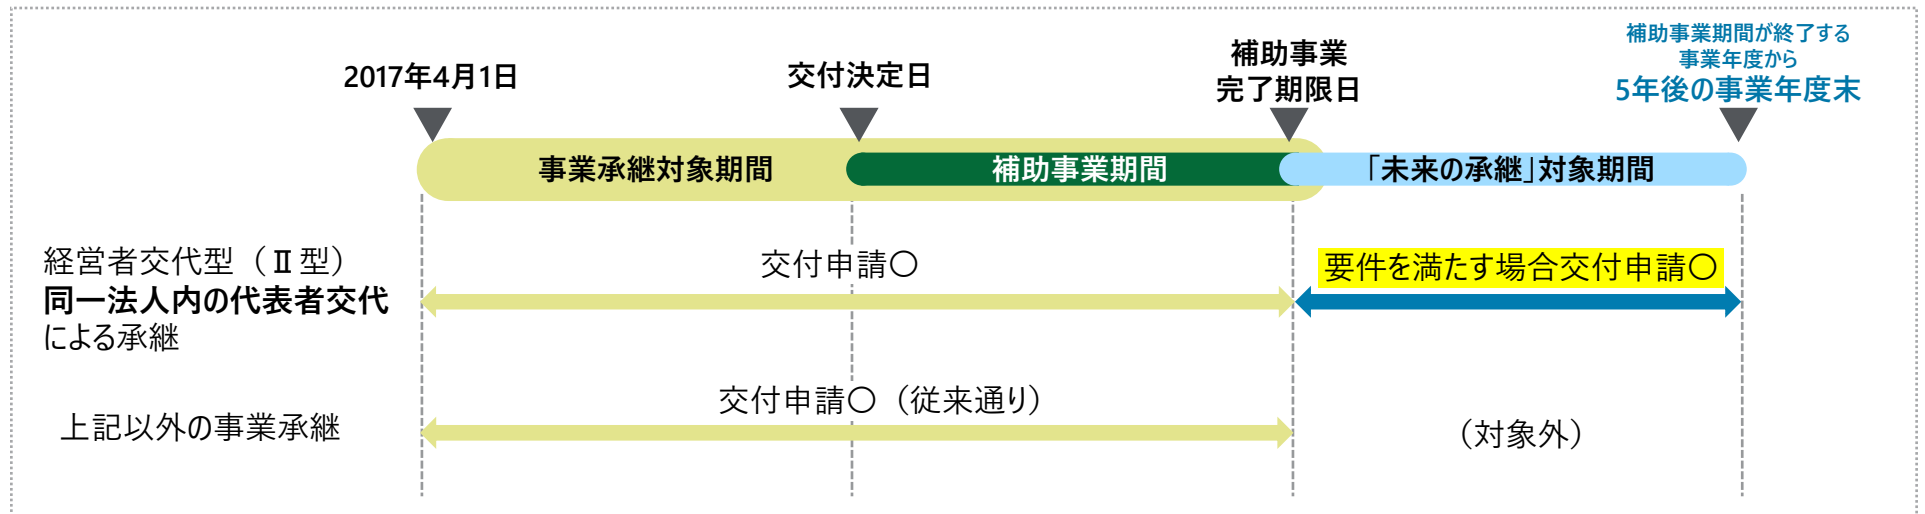 2017年4月1日
交付決定日
補助事業
完了期限日
補助事業期間が終了する
事業年度から
5年後の事業年度末
事業承継対象期間
補助事業期間
「未来の承継」対象期間
経営者交代型（Ⅱ型）
同一法人内の代表者交代
による承継
交付申請〇
要件を満たす場合交付申請〇
上記以外の事業承継
交付申請〇（従来通り）
（対象外）